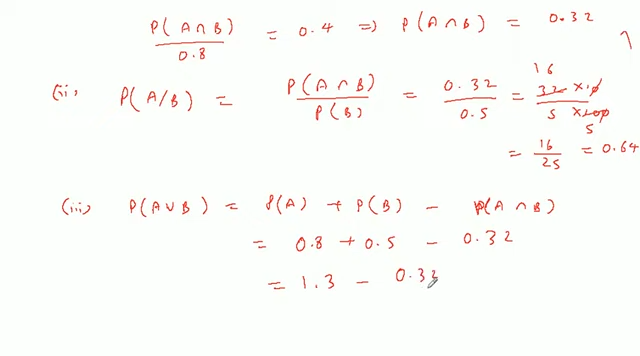 P(A∩B)/0.8 = 0.4 ⇒ P(A∩B) = 0.32
(ii), P(A/B) = P(A∩B)/P(B) = 0.32/0.5 = 16 32 × 10 / 5 × 100 5
= 16/25 = 0.64
(iii) P(A∪B) = P(A) + P(B) − P(A∩B)
= 0.8 + 0.5 − 0.32
= 1.3 − 0.32